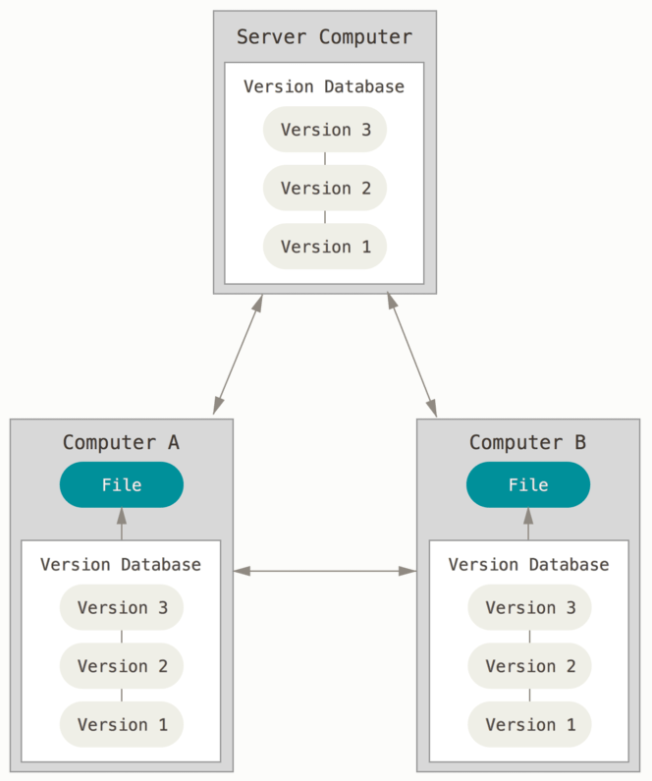 Server Computer
Version Database
Version 3
Version 2
Version 1
Computer A
File
Version Database
Version 3
Version 2
Version 1
Computer B
File
Version Database
Version 3
Version 2
Version 1